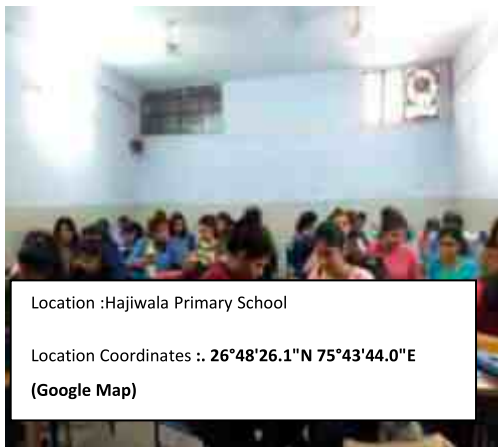 Location :Hajiwala Primary School
Location Coordinates :. 26°48'26.1"N 75°43'44.0"E
(Google Map)